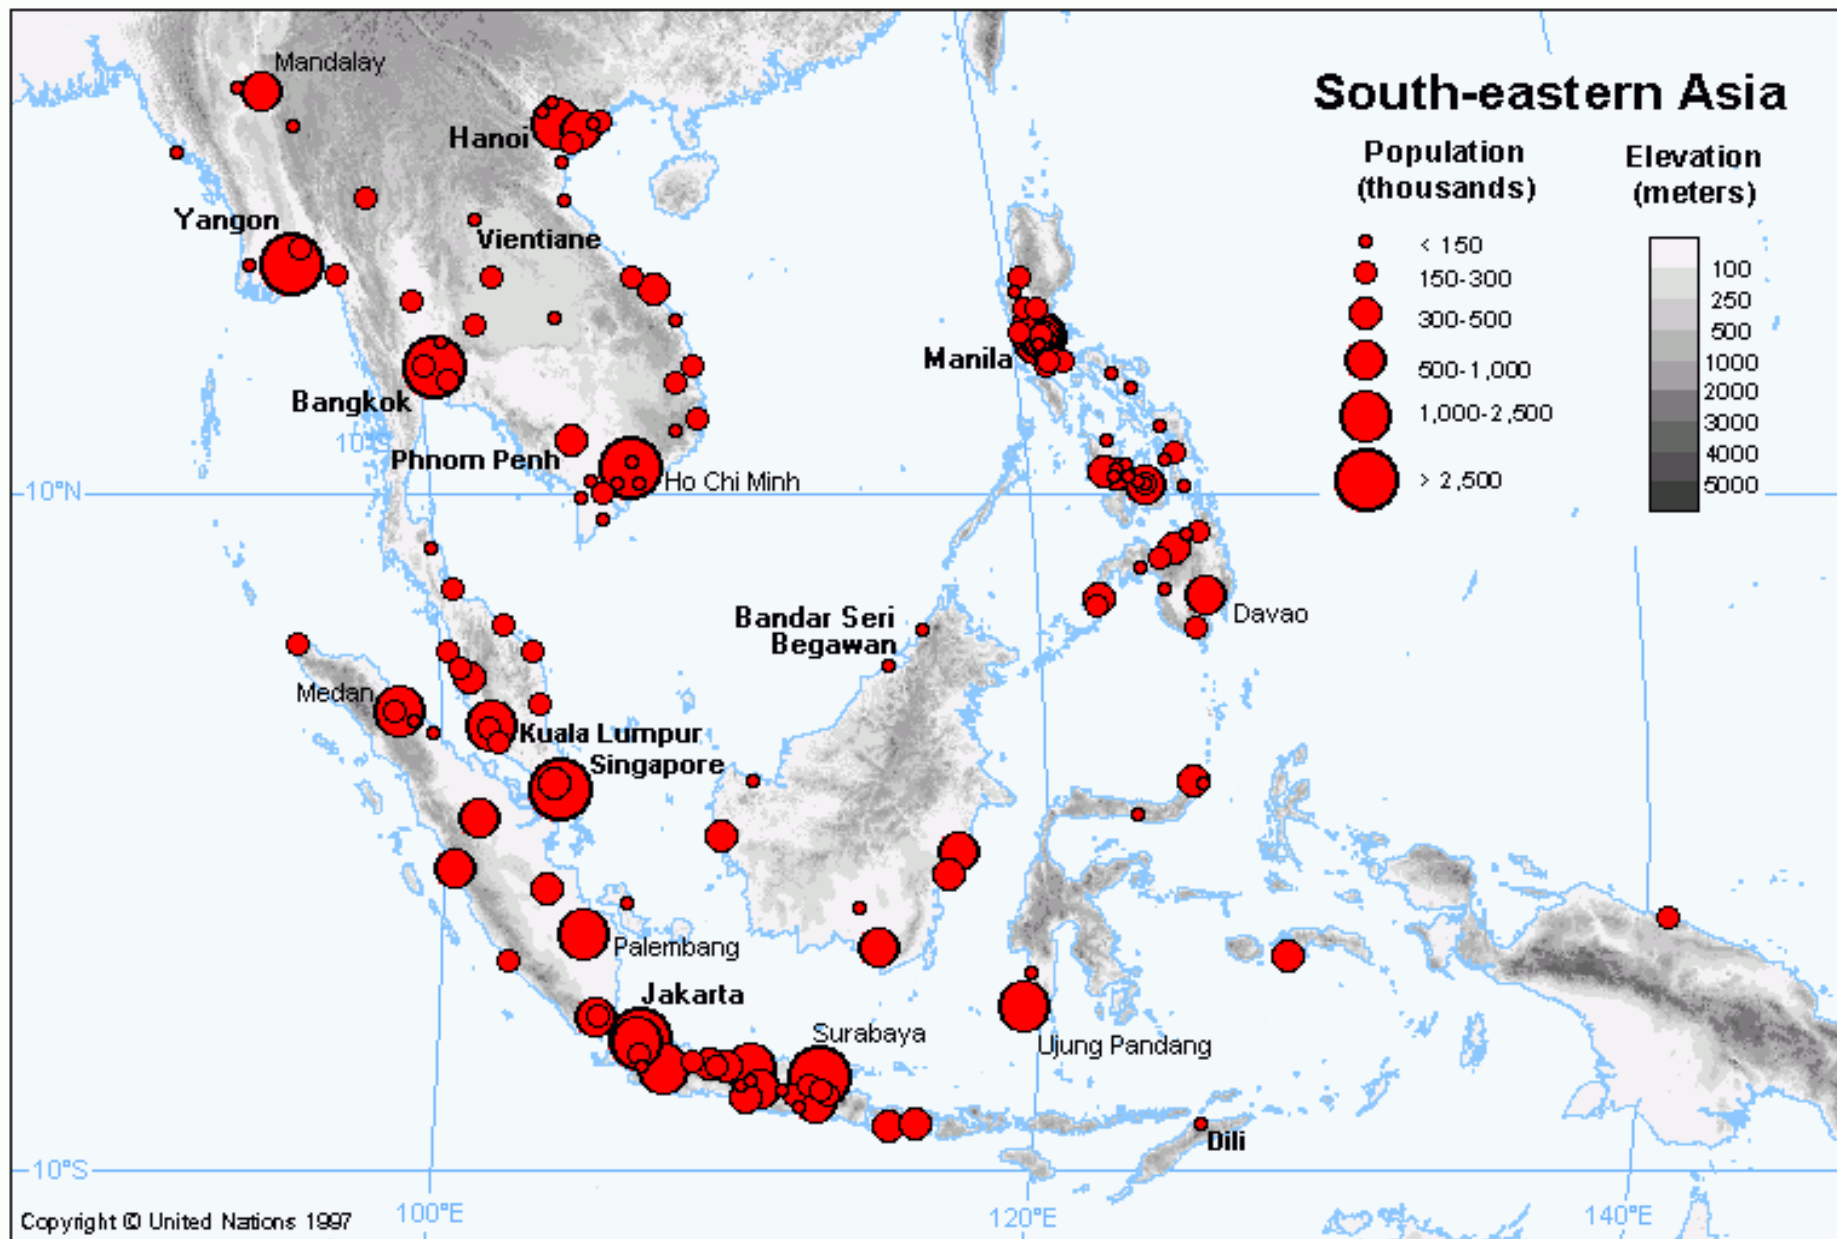 South-eastern Asia
Population
(thousands)
< 150
150-300
300-500
500-1,000
1,000-2,500
> 2,500
Elevation
(meters)
100
250
500
1000
2000
3000
4000
5000
Mandalay
Hanoi
Yangon
Vientiane
Manila
Bangkok
10°S
Phnom Penh
Ho Chi Minh
10°N
Davao
Bandar Seri
Begawan
Medan
Kuala Lumpur
Singapore
Palembang
Jakarta
Surabaya
Ujung Pandang
Dili
10°S
100°E
120°E
140°E
Copyright © United Nations 1997